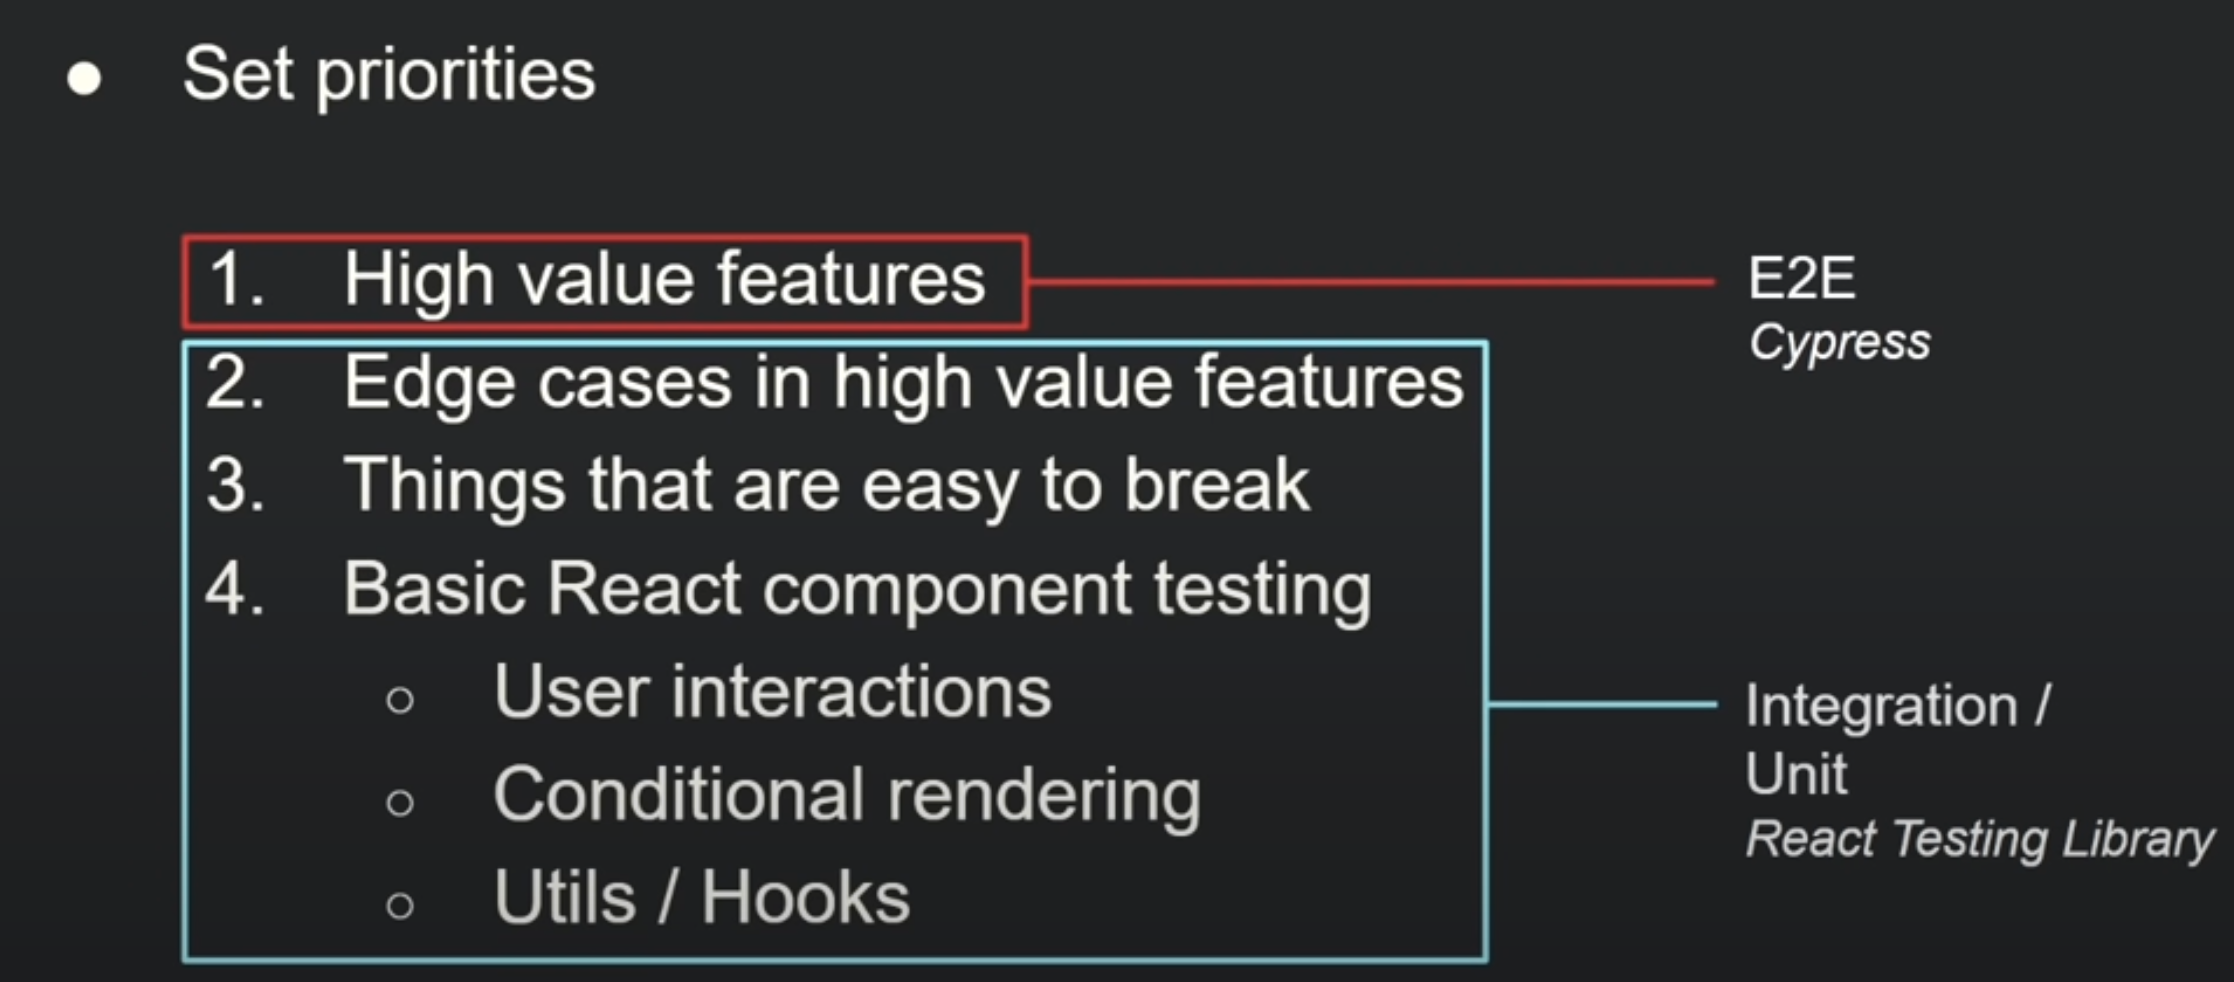 ● Set priorities
1. High value features
E2E
Cypress
2. Edge cases in high value features
3. Things that are easy to break
4. Basic React component testing
○ User interactions
○ Conditional rendering
○ Utils / Hooks
Integration /
Unit
React Testing Library